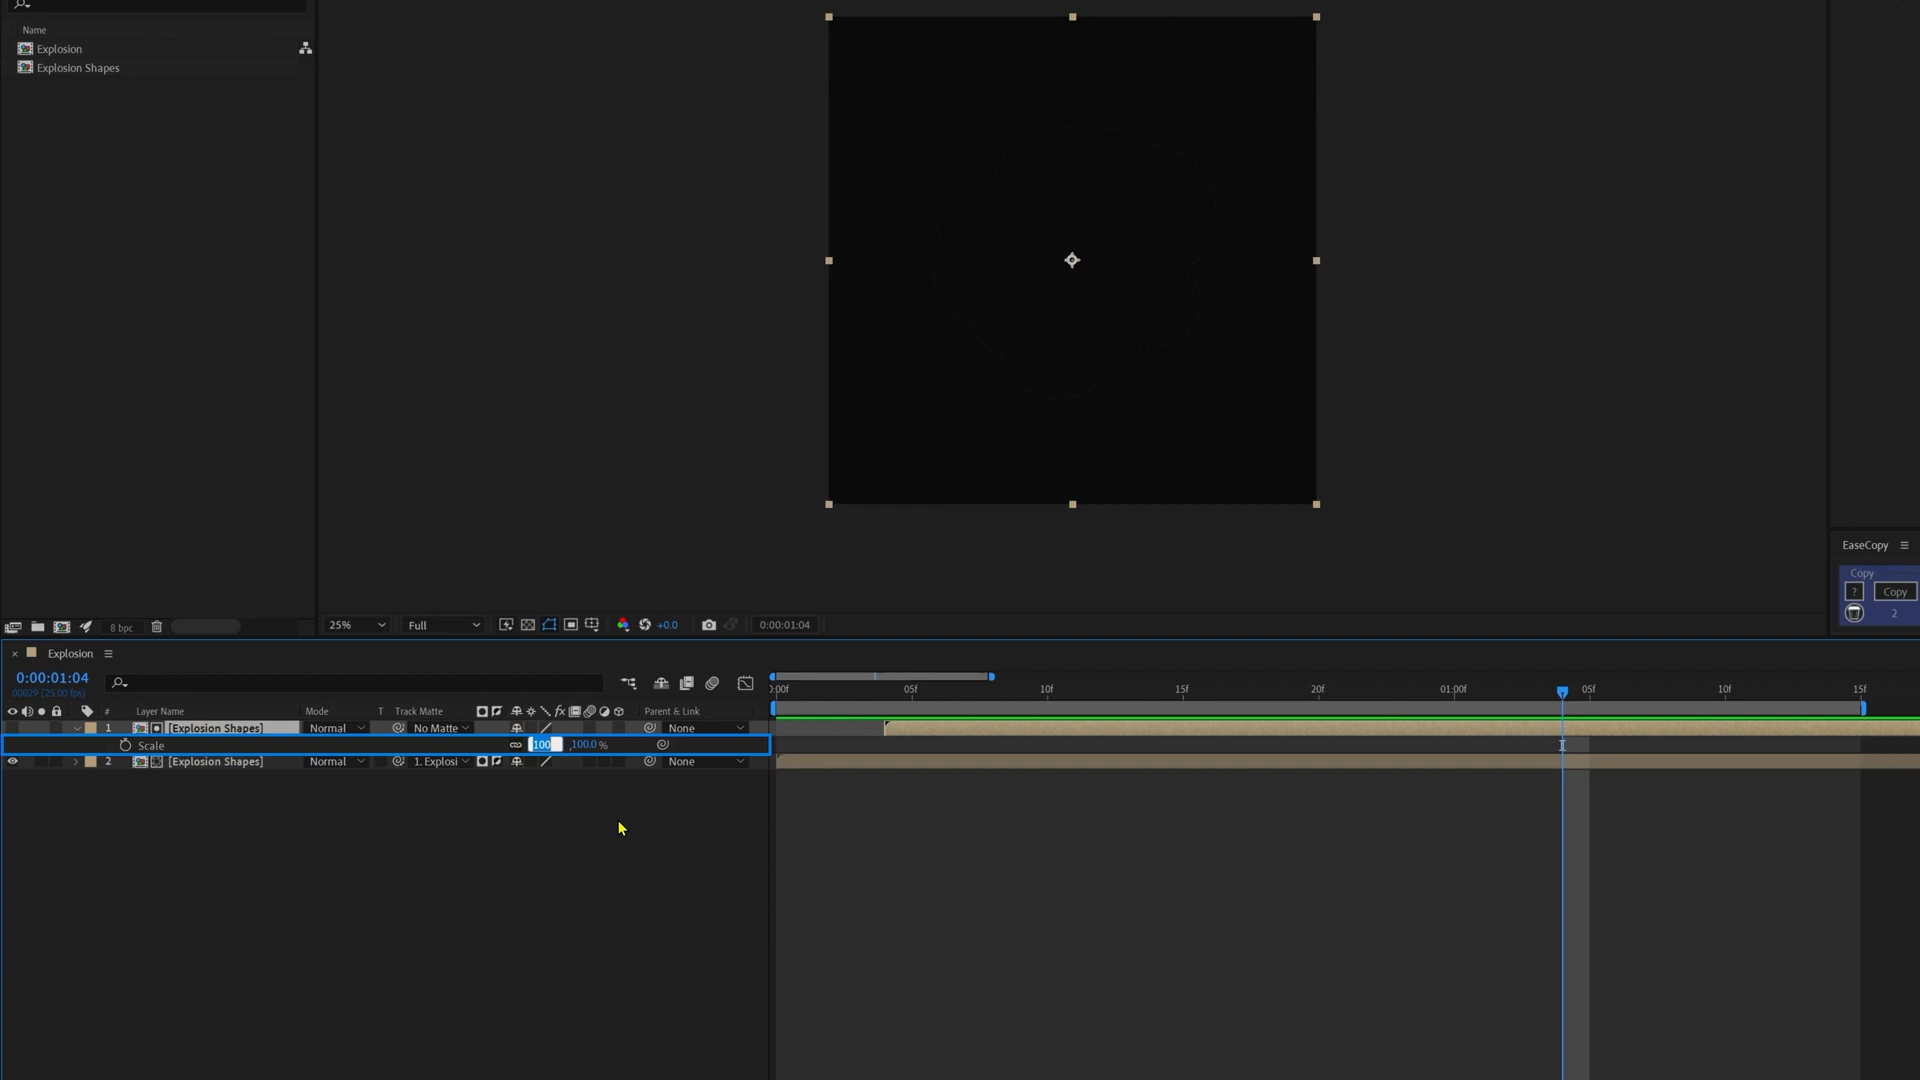 Name
Explosion
Explosion Shapes
EaseCopy
Copy
? Copy
2
8 bpc
25% Full +0.0 0:00:01:04
× Explosion
0:00:01:04
00029 (25.00 fps)
:00f 05f 10f 15f 20f 01:00f 05f 10f 15f
# Layer Name Mode T Track Matte fx Parent & Link
1 [Explosion Shapes] Normal No Matte None
Scale 100 ,100.0 %
2 [Explosion Shapes] Normal 1. Explosi None